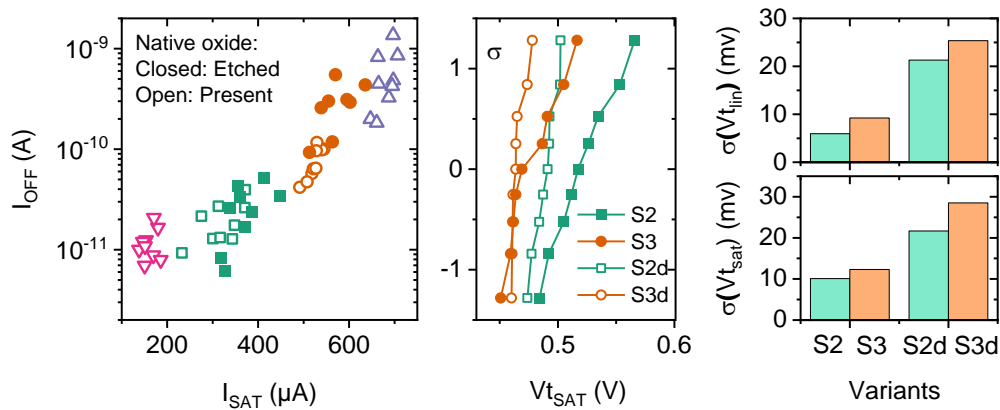 Native oxide:
Closed: Etched
Open: Present
10⁻⁹
10⁻¹⁰
10⁻¹¹
I_OFF (A)
200 400 600
I_SAT (μA)
σ
1
0
-1
S2
S3
S2d
S3d
0.5 0.6
Vt_SAT (V)
30
20
10
0
σ(Vt_lin) (mv)
30
20
10
0
σ(Vt_sat) (mv)
S2 S3 S2d S3d
Variants